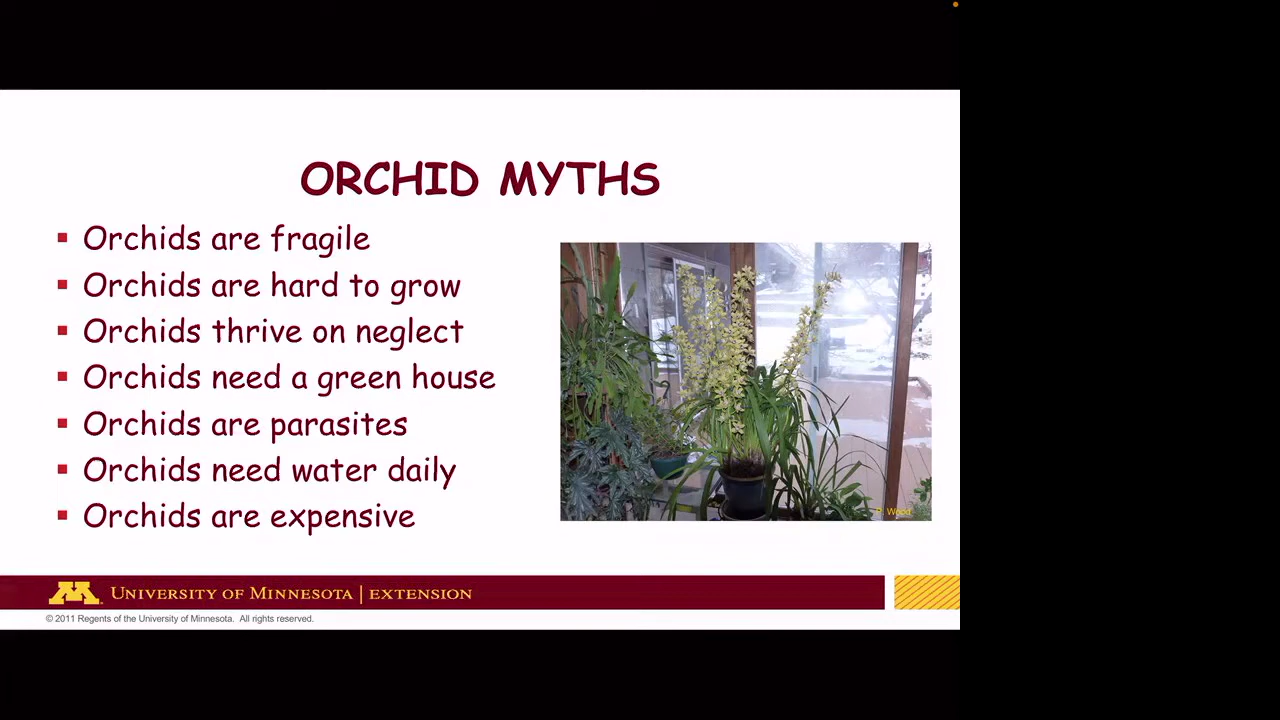 ORCHID MYTHS
Orchids are fragile
Orchids are hard to grow
Orchids thrive on neglect
Orchids need a green house
Orchids are parasites
Orchids need water daily
Orchids are expensive
Wood
M UNIVERSITY OF MINNESOTA | EXTENSION
© 2011 Regents of the University of Minnesota. All rights reserved.